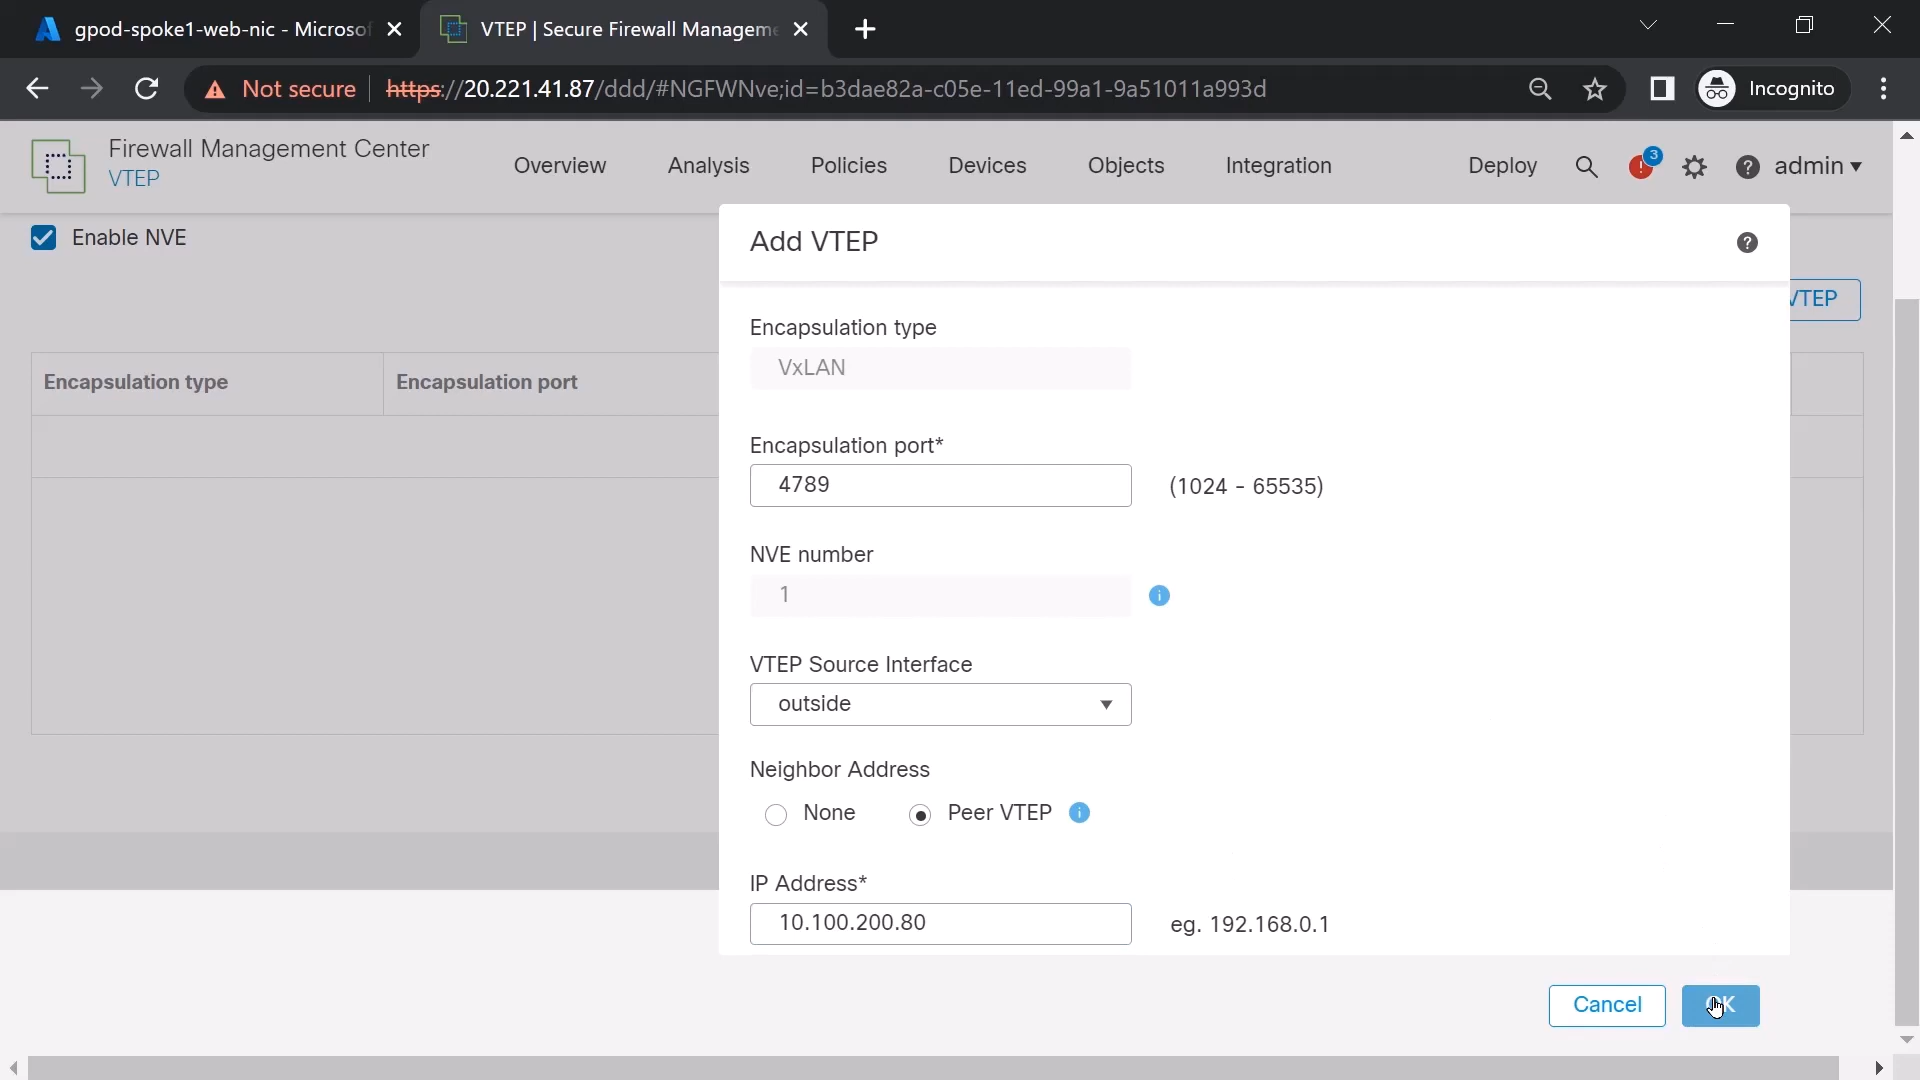 gpod-spoke1-web-nic - Microsof
VTEP | Secure Firewall Manageme
Not secure
https://20.221.41.87/ddd/#NGFWNve;id=b3dae82a-c05e-11ed-99a1-9a51011a993d
Incognito
Firewall Management Center
VTEP
Overview
Analysis
Policies
Devices
Objects
Integration
Deploy
3
admin
Enable NVE
Add VTEP
VTEP
Encapsulation type
Encapsulation port
Encapsulation type
VxLAN
Encapsulation port*
4789
(1024 - 65535)
NVE number
1
VTEP Source Interface
outside
Neighbor Address
None
Peer VTEP
IP Address*
10.100.200.80
eg. 192.168.0.1
Cancel
OK